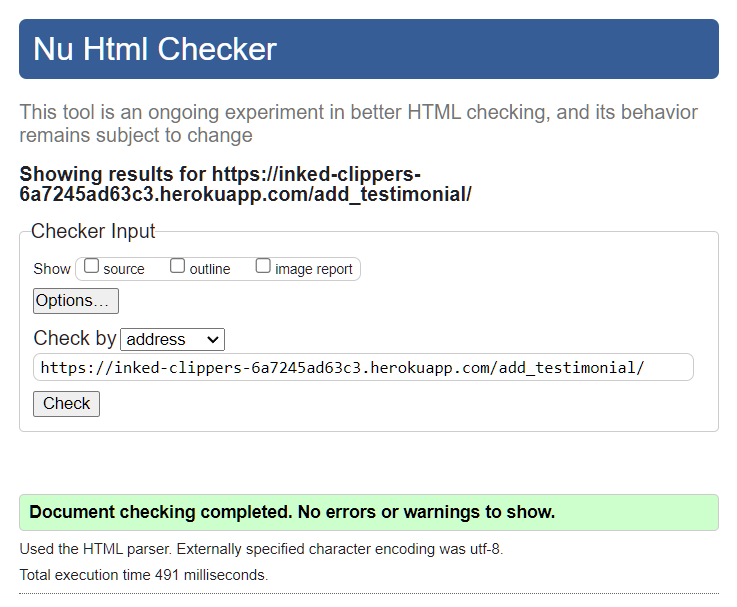 Nu Html Checker
This tool is an ongoing experiment in better HTML checking, and its behavior
remains subject to change
Showing results for https://inked-clippers-
6a7245ad63c3.herokuapp.com/add_testimonial/
Checker Input
Show source outline image report
Options…
Check by address
https://inked-clippers-6a7245ad63c3.herokuapp.com/add_testimonial/
Check
Document checking completed. No errors or warnings to show.
Used the HTML parser. Externally specified character encoding was utf-8.
Total execution time 491 milliseconds.